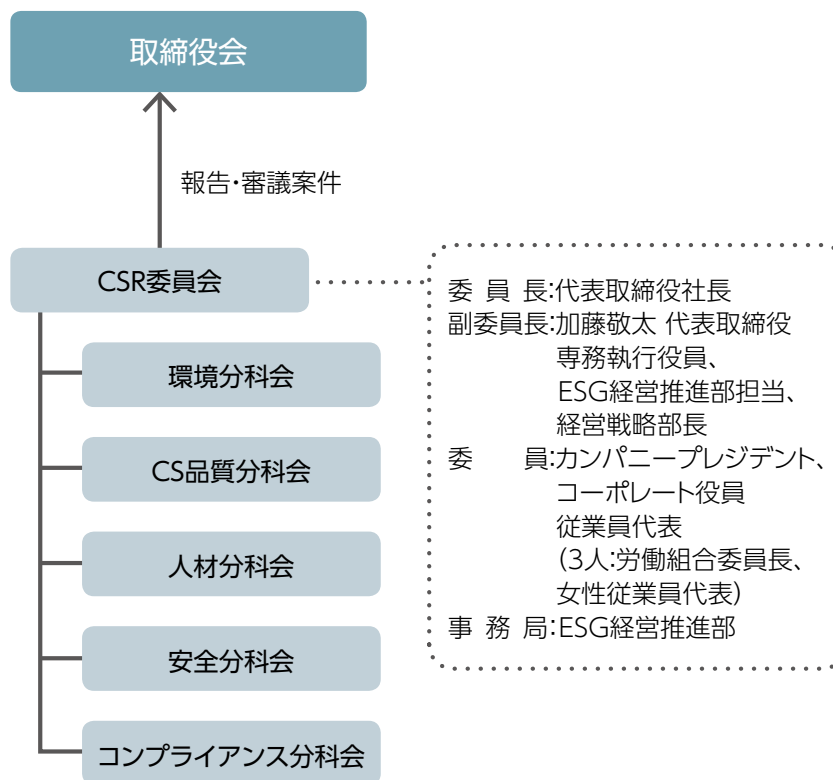 取締役会
報告・審議案件
CSR委員会
環境分科会
CS品質分科会
人材分科会
安全分科会
コンプライアンス分科会
委員長:代表取締役社長
副委員長:加藤敬太 代表取締役
専務執行役員、
ESG経営推進部担当、
経営戦略部長
委員:カンパニープレジデント、
コーポレート役員
従業員代表
(3人:労働組合委員長、
女性従業員代表)
事務局:ESG経営推進部